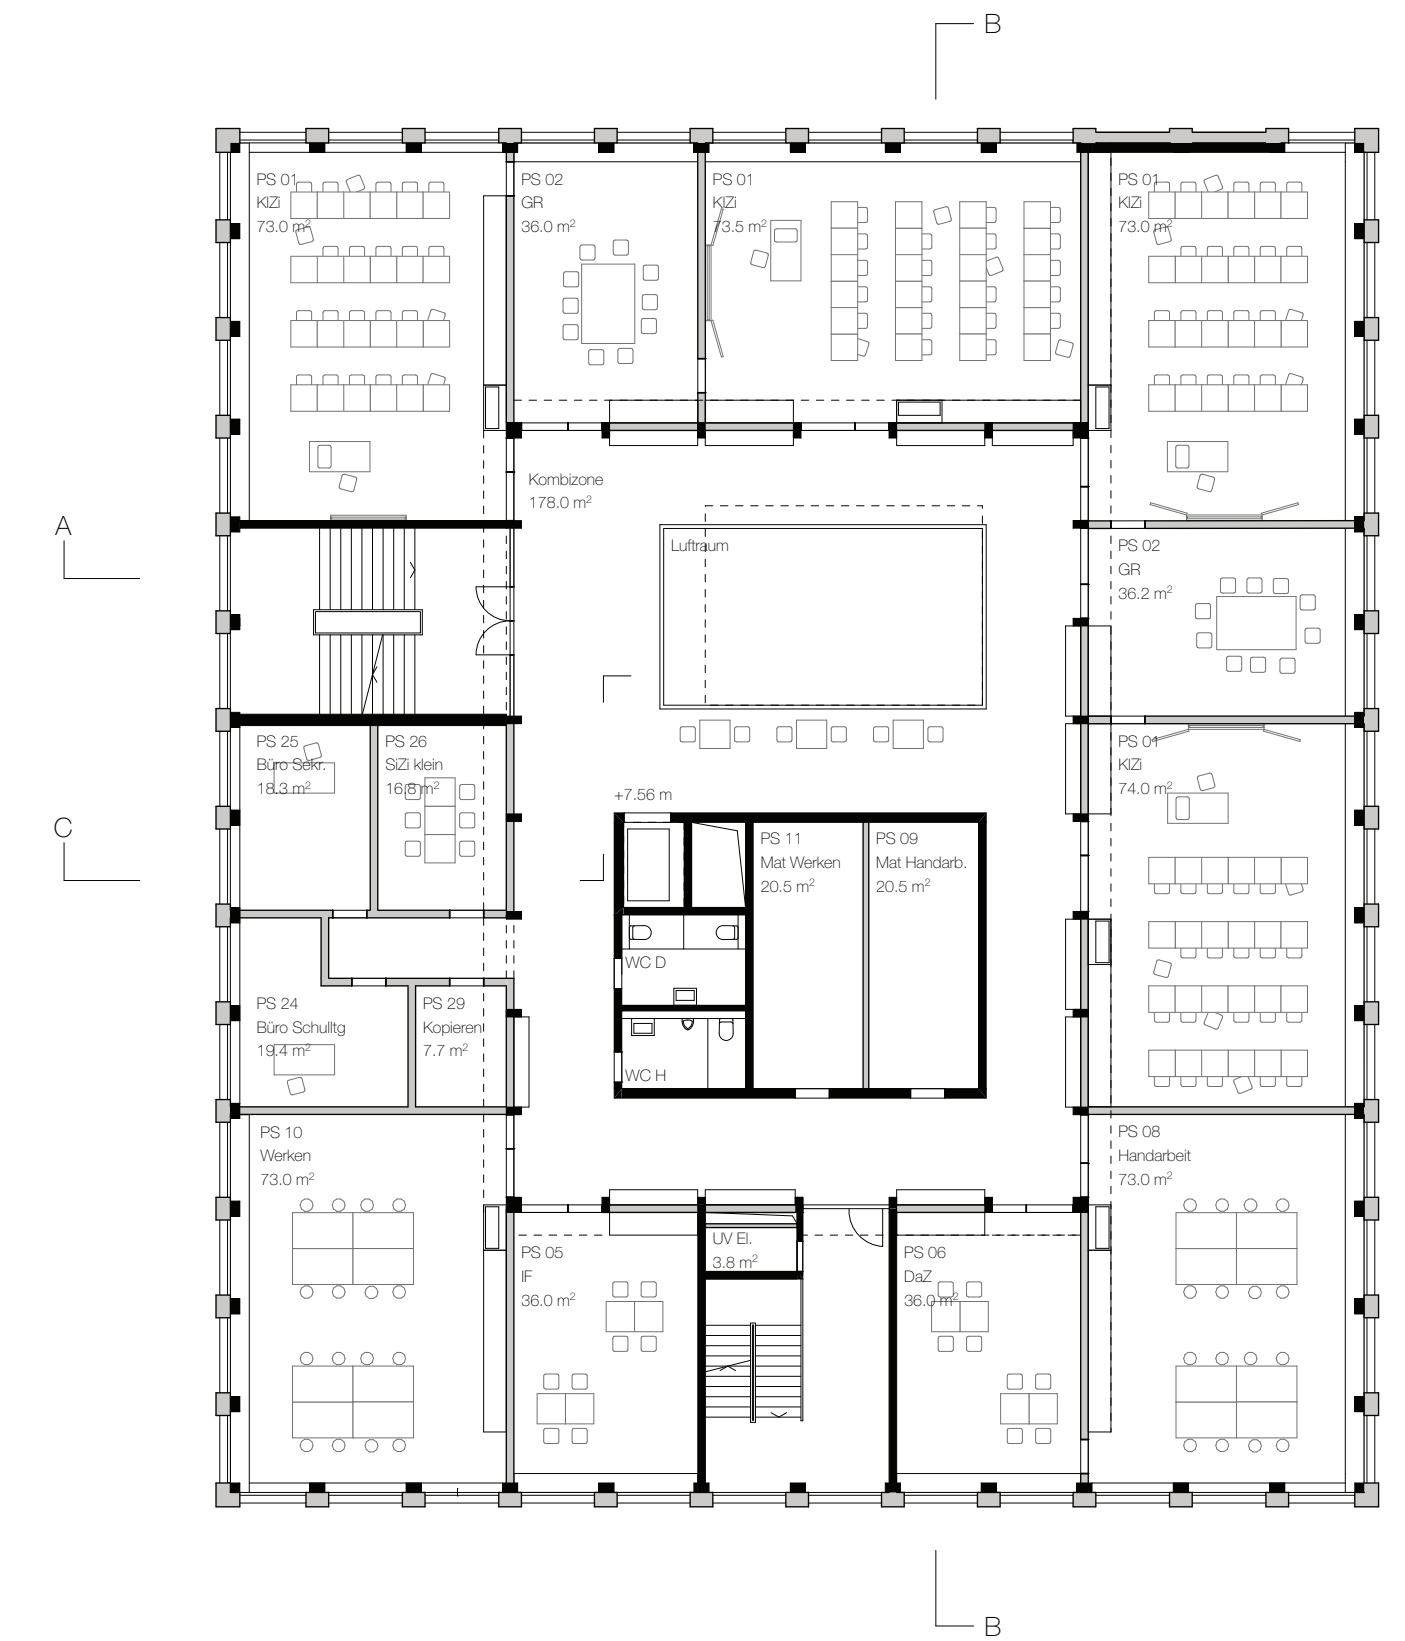 B
PS 01
KlZi
73.0 m²
PS 02
GR
36.0 m²
PS 01
KlZi
73.5 m²
PS 01
KlZi
73.0 m²
Kombizone
178.0 m²
A
Luftraum
PS 02
GR
36.2 m²
PS 25
Büro Sekr.
18.3 m²
PS 26
SiZi klein
16.8 m²
PS 01
KlZi
74.0 m²
+7.56 m
C
PS 11
Mat Werken
20.5 m²
PS 09
Mat Handarb.
20.5 m²
WC D
PS 24
Büro Schulltg
19.4 m²
PS 29
Kopieren
7.7 m²
WC H
PS 10
Werken
73.0 m²
PS 08
Handarbeit
73.0 m²
PS 05
IF
36.0 m²
UV El.
3.8 m²
PS 06
DaZ
36.0 m²
B